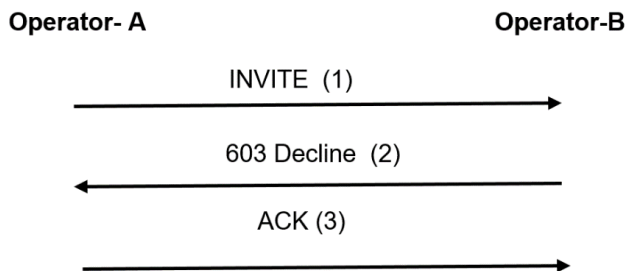 Operator- A Operator-B
INVITE (1)
603 Decline (2)
ACK (3)